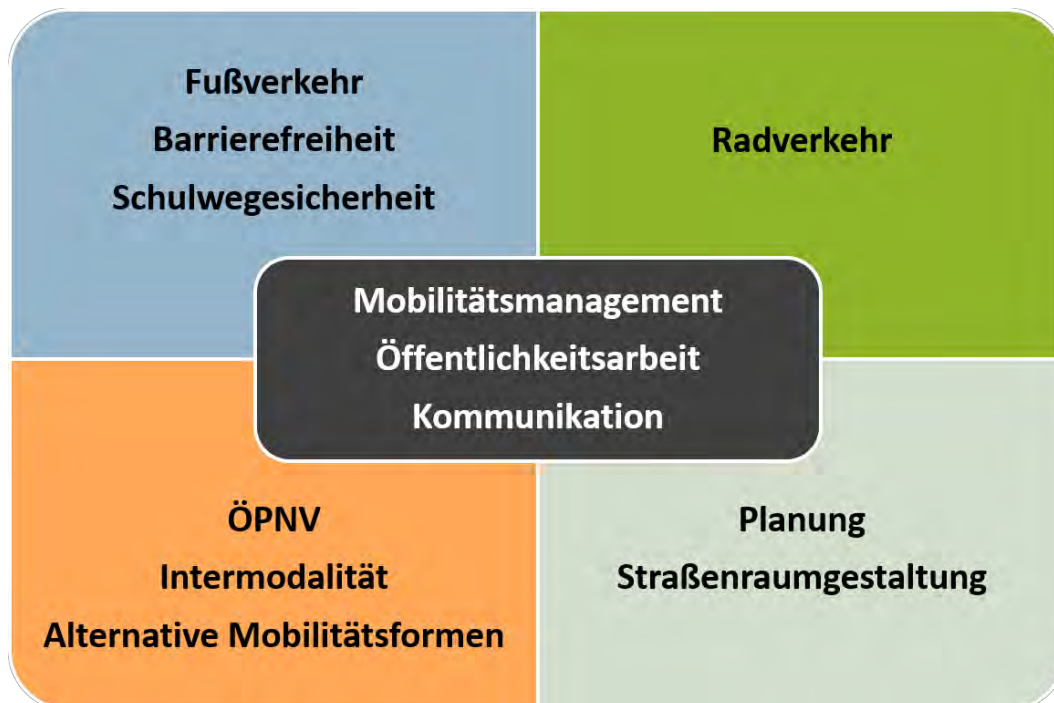 Fußverkehr
Barrierefreiheit
Schulwegesicherheit
Radverkehr
Mobilitätsmanagement
Öffentlichkeitsarbeit
Kommunikation
ÖPNV
Intermodalität
Alternative Mobilitätsformen
Planung
Straßenraumgestaltung